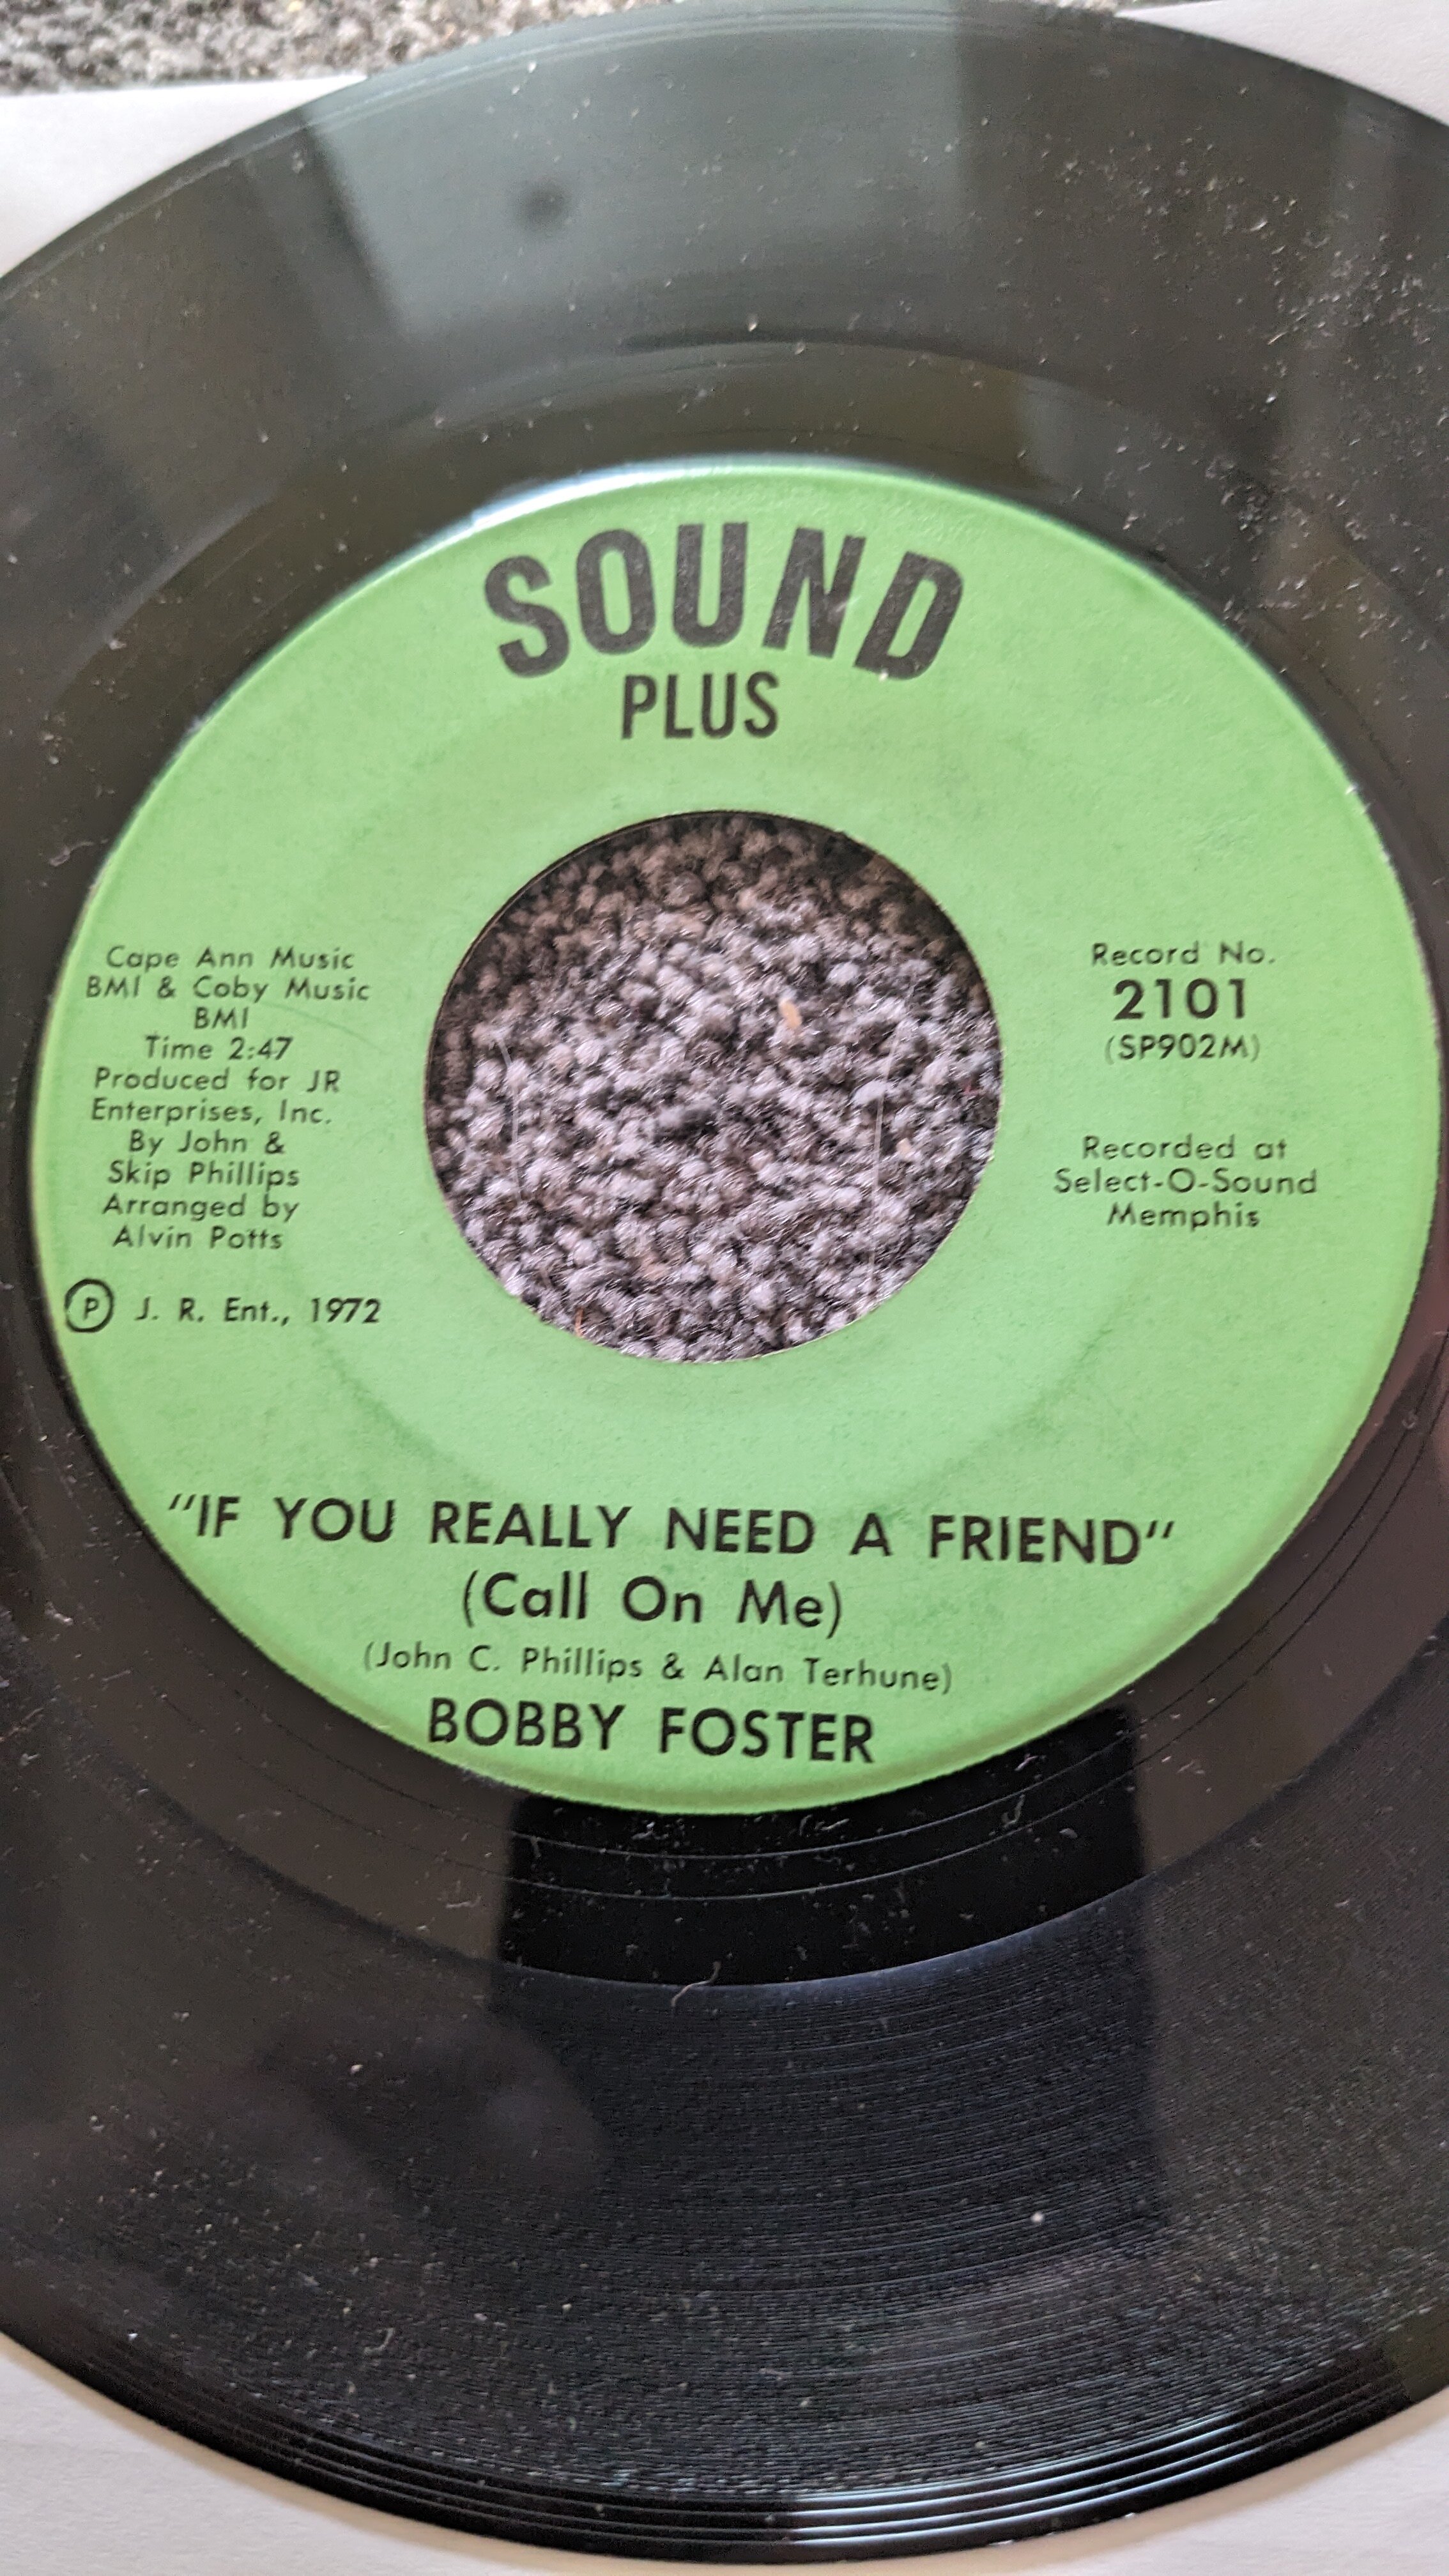 SOUND
PLUS
Cape Ann Music
BMI & Coby Music
BMI
Time 2:47
Produced for JR
Enterprises, Inc.
By John &
Skip Phillips
Arranged by
Alvin Potts
Ⓟ J. R. Ent., 1972
Record No.
2101
(SP902M)
Recorded at
Select-O-Sound
Memphis
"IF YOU REALLY NEED A FRIEND"
(Call On Me)
(John C. Phillips & Alan Terhune)
BOBBY FOSTER